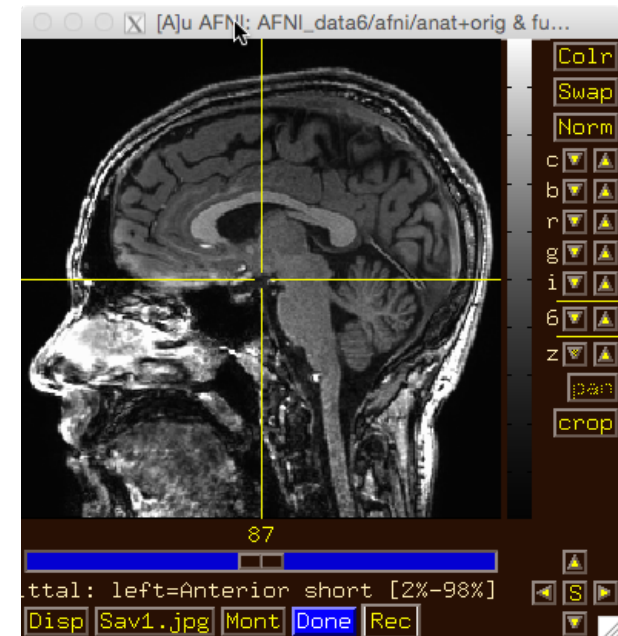 [A]u AFNI: AFNI_data6/afni/anat+orig & fu…
Colr
Swap
Norm
c
b
r
g
i
6
z
pan
crop
87
ttal: left=Anterior short [2%-98%]
S
Disp Sav1.jpg Mont Done Rec